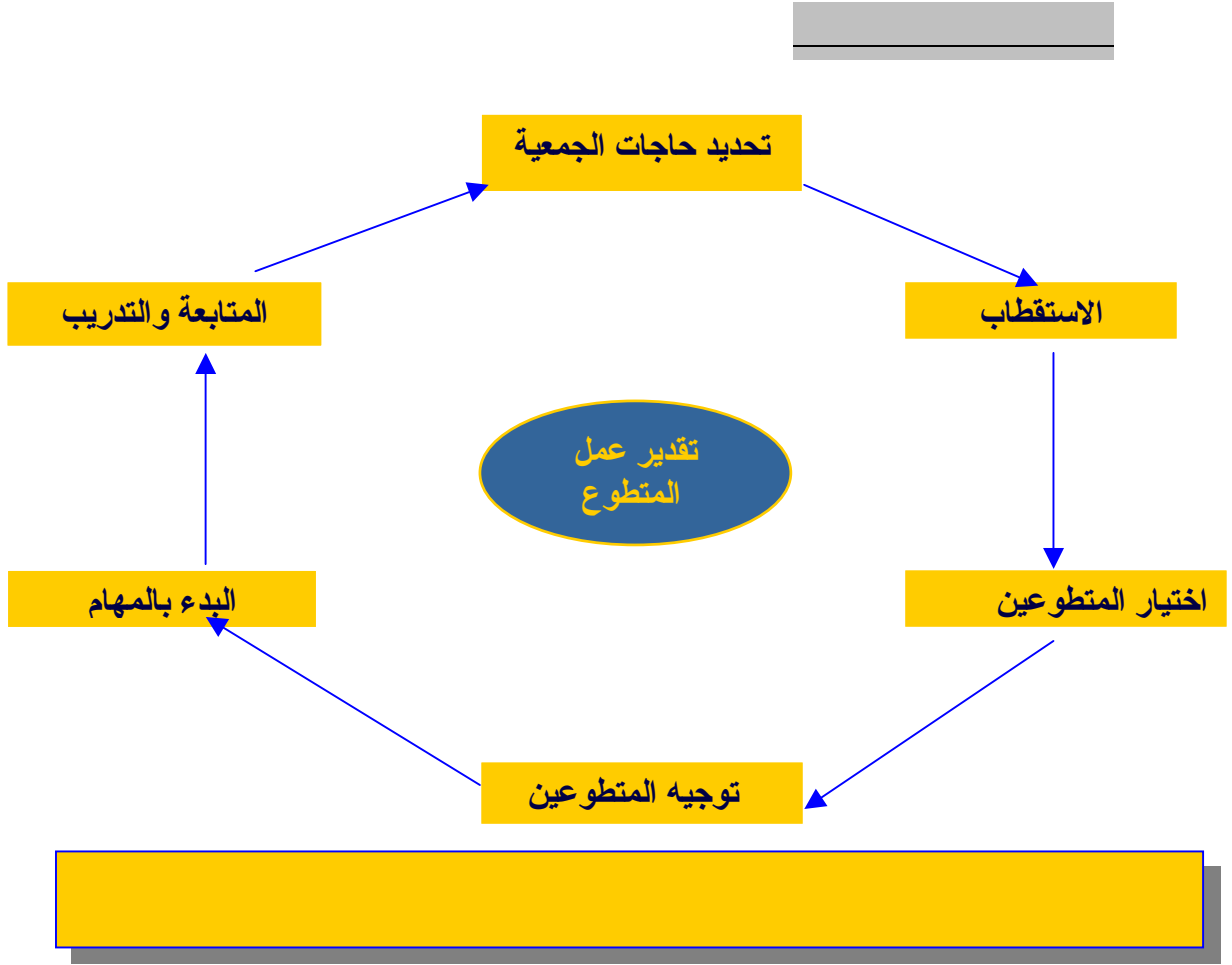 تحديد حاجات الجمعية
المتابعة والتدريب
الاستقطاب
تقدير عمل
المتطوع
البدء بالمهام
اختيار المتطوعين
توجيه المتطوعين